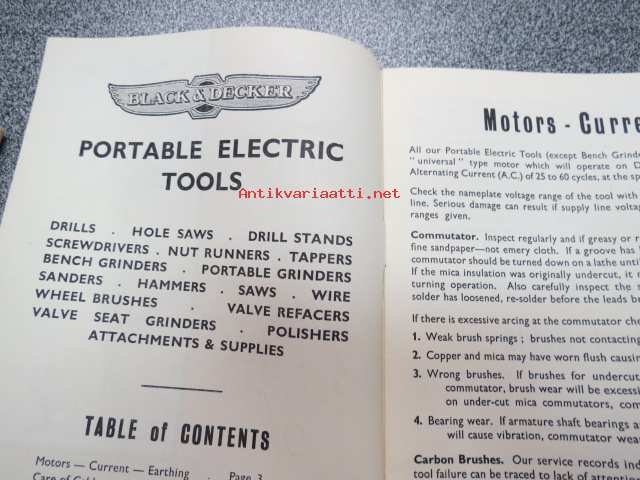 BLACK & DECKER
PORTABLE ELECTRIC
TOOLS
Antikvariaatti.net
DRILLS . HOLE SAWS . DRILL STANDS
SCREWDRIVERS . NUT RUNNERS . TAPPERS
BENCH GRINDERS . PORTABLE GRINDERS
SANDERS . HAMMERS . SAWS . WIRE
WHEEL BRUSHES . VALVE REFACERS
VALVE SEAT GRINDERS . POLISHERS
ATTACHMENTS & SUPPLIES
TABLE of CONTENTS
Motors — Current — Earthing . Page 3
Care of
Motors - Curre
All our Portable Electric Tools (except Bench Grinde
" universal " type motor which will operate on D
Alternating Current (A.C.) of 25 to 60 cycles, at the sp
Check the nameplate voltage range of the tool with
line. Serious damage can result if supply line voltag
ranges given.
Commutator. Inspect regularly and if greasy or r
fine sandpaper—not emery cloth. If a groove has
commutator should be turned down on a lathe until
If the mica insulation was originally undercut, it
turning operation. Also carefully inspect the s
solder has loosened, re-solder before the leads b
If there is excessive arcing at the commutator che
1. Weak brush springs ; brushes not contacting
2. Copper and mica may have worn flush causin
3. Wrong brushes. If brushes for undercut
commutator, brush wear will be excessi
on under-cut mica commutators, com
4. Bearing wear. If armature shaft bearings a
will cause vibration, commutator wea
Carbon Brushes. Our service records ind
tool failure can be traced to lack of attentio